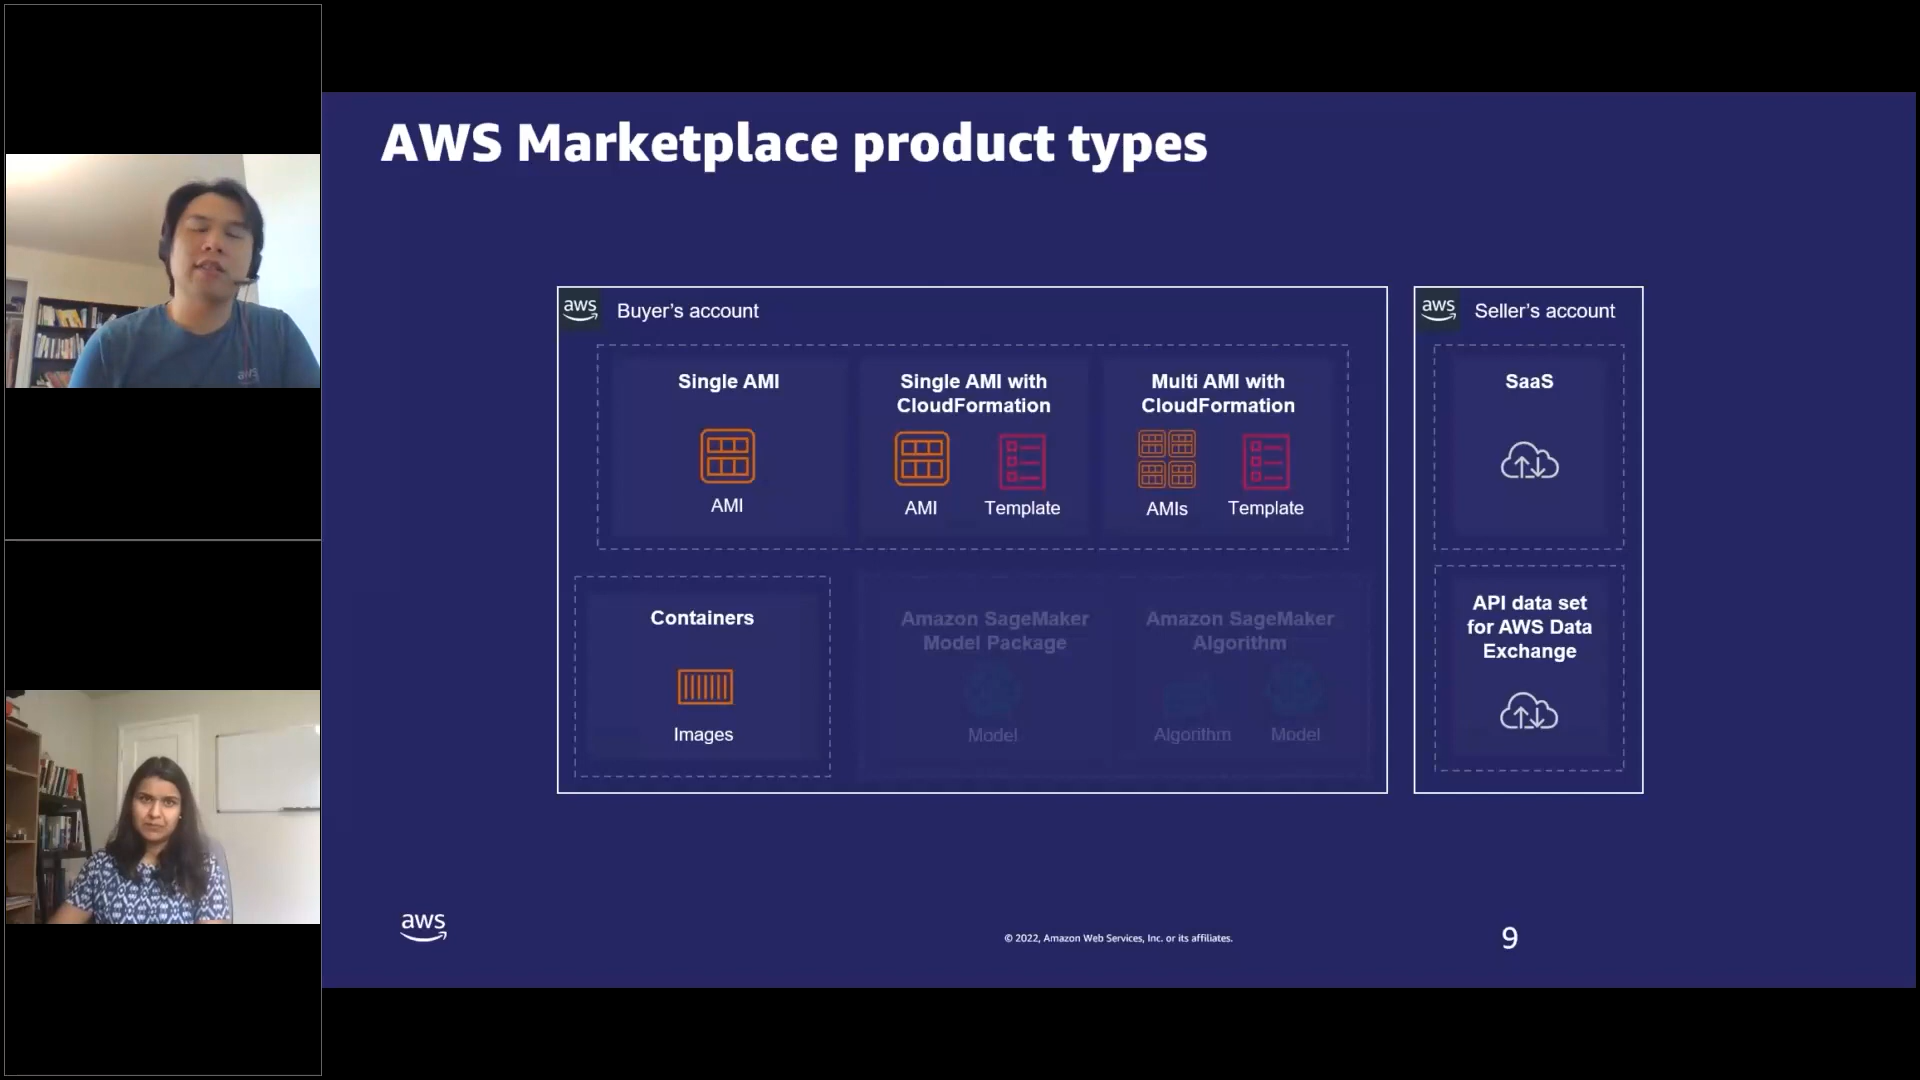 AWS Marketplace product types
aws
Buyer's account
Single AMI
AMI
Single AMI with
CloudFormation
AMI
Template
Multi AMI with
CloudFormation
AMIs
Template
Containers
Images
Amazon SageMaker
Model Package
Model
Amazon SageMaker
Algorithm
Algorithm
Model
aws
Seller's account
SaaS
API data set
for AWS Data
Exchange
aws
© 2022, Amazon Web Services, Inc. or its affiliates.
9
aws